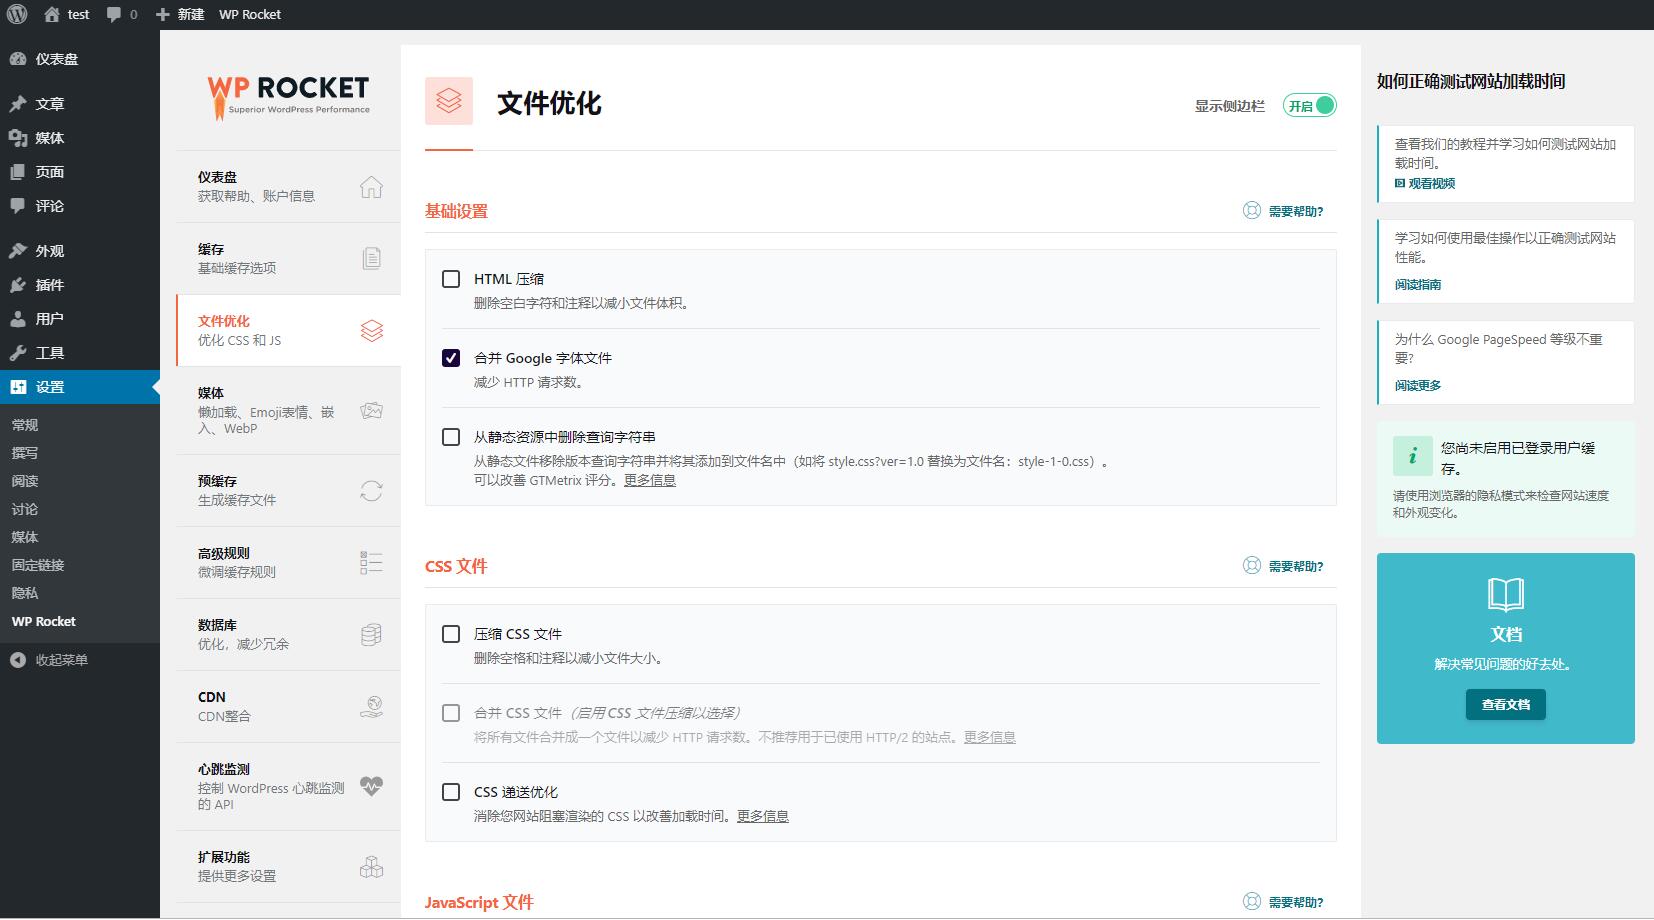 test 0 新建 WP Rocket
仪表盘
文章
媒体
页面
评论
外观
插件
用户
工具
设置
常规
撰写
阅读
讨论
媒体
固定链接
隐私
WP Rocket
收起菜单
WP ROCKET
Superior WordPress Performance
仪表盘
获取帮助、账户信息
缓存
基础缓存选项
文件优化
优化 CSS 和 JS
媒体
懒加载、Emoji表情、嵌
入、WebP
预缓存
生成缓存文件
高级规则
微调缓存规则
数据库
优化，减少冗余
CDN
CDN整合
心跳监测
控制 WordPress 心跳监测
的 API
扩展功能
提供更多设置
文件优化
显示侧边栏 开启
基础设置
需要帮助?
HTML 压缩
删除空白字符和注释以减小文件体积。
合并 Google 字体文件
减少 HTTP 请求数。
从静态资源中删除查询字符串
从静态文件移除版本查询字符串并将其添加到文件名中（如将 style.css?ver=1.0 替换为文件名：style-1-0.css）。
可以改善 GTMetrix 评分。更多信息
CSS 文件
需要帮助?
压缩 CSS 文件
删除空格和注释以减小文件大小。
合并 CSS 文件（启用 CSS 文件压缩以选择）
将所有文件合并成一个文件以减少 HTTP 请求数。不推荐用于已使用 HTTP/2 的站点。更多信息
CSS 递送优化
消除您网站阻塞渲染的 CSS 以改善加载时间。更多信息
JavaScript 文件
需要帮助?
如何正确测试网站加载时间
查看我们的教程并学习如何测试网站加
载时间。
观看视频
学习如何使用最佳操作以正确测试网站
性能。
阅读指南
为什么 Google PageSpeed 等级不重
要?
阅读更多
i
您尚未启用已登录用户缓
存。
请使用浏览器的隐私模式来检查网站速度
和外观变化。
文档
解决常见问题的好去处。
查看文档